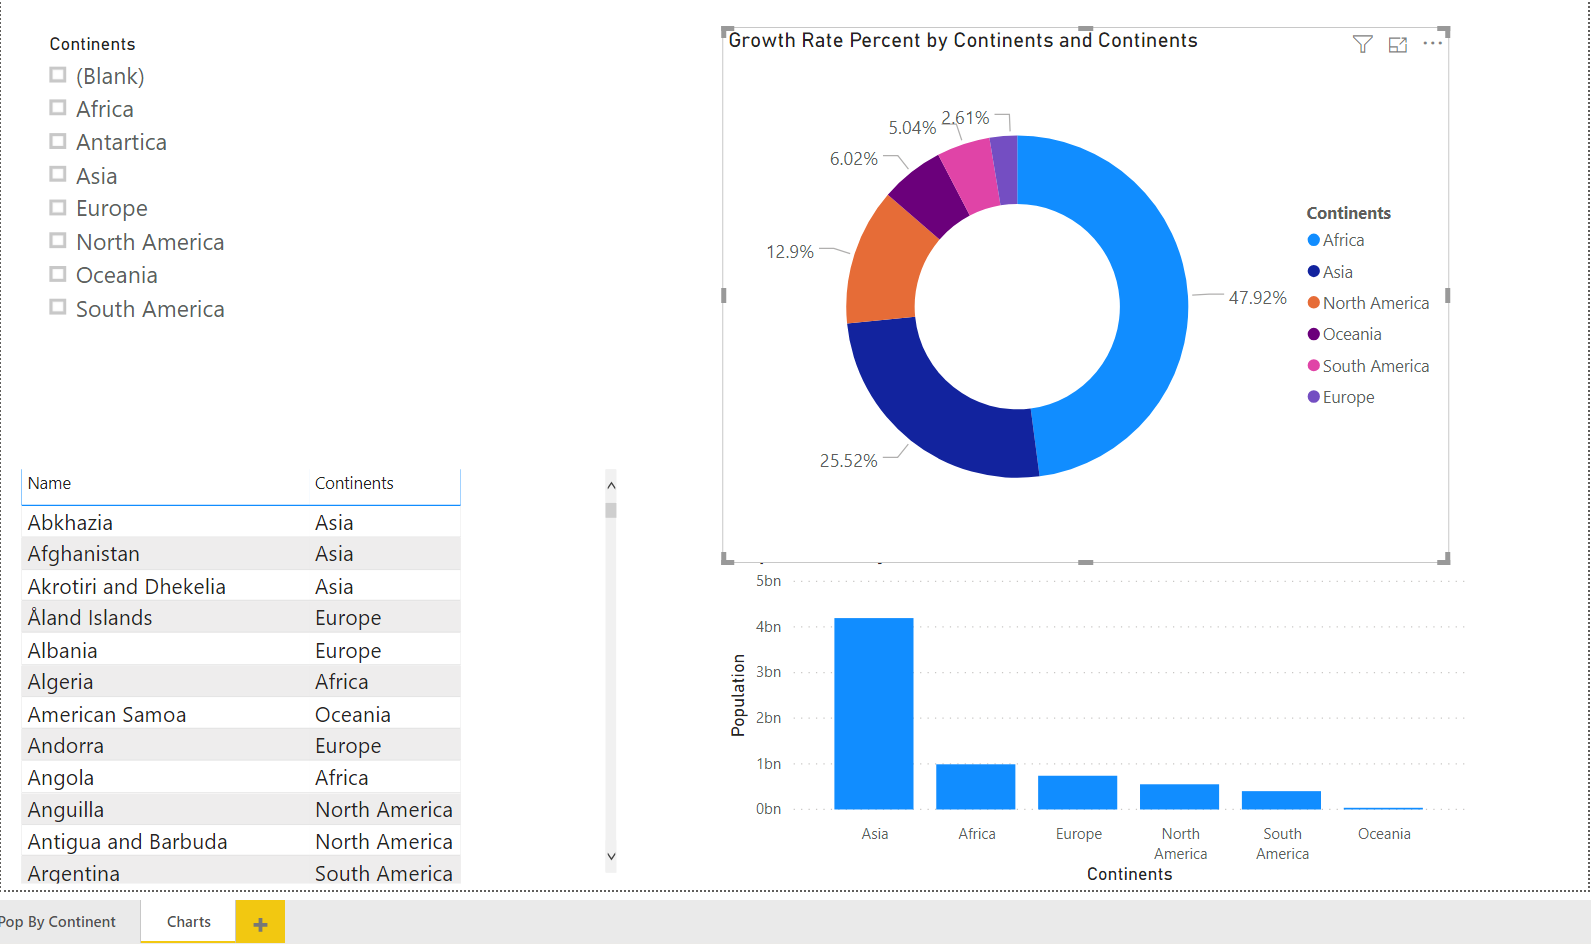 Continents
(Blank)
Africa
Antartica
Asia
Europe
North America
Oceania
South America
Growth Rate Percent by Continents and Continents
2.61%
5.04%
6.02%
12.9%
47.92%
25.52%
Continents
Africa
Asia
North America
Oceania
South America
Europe
Name Continents
Abkhazia Asia
Afghanistan Asia
Akrotiri and Dhekelia Asia
Åland Islands Europe
Albania Europe
Algeria Africa
American Samoa Oceania
Andorra Europe
Angola Africa
Anguilla North America
Antigua and Barbuda North America
Argentina South America
5bn
4bn
3bn
2bn
1bn
0bn
Population
Asia Africa Europe North America South America Oceania
Continents
Pop By Continent Charts +